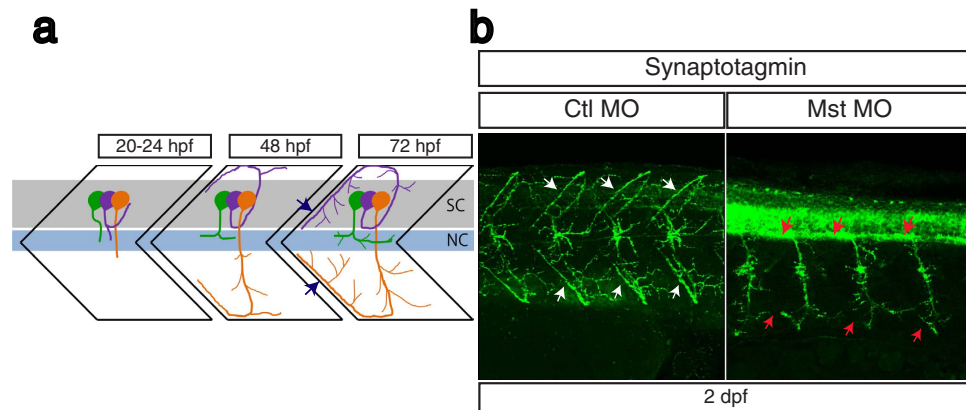 a
20-24 hpf
48 hpf
72 hpf
SC
NC
b
Synaptotagmin
Ctl MO
Mst MO
2 dpf